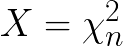 X = χ²ₙ